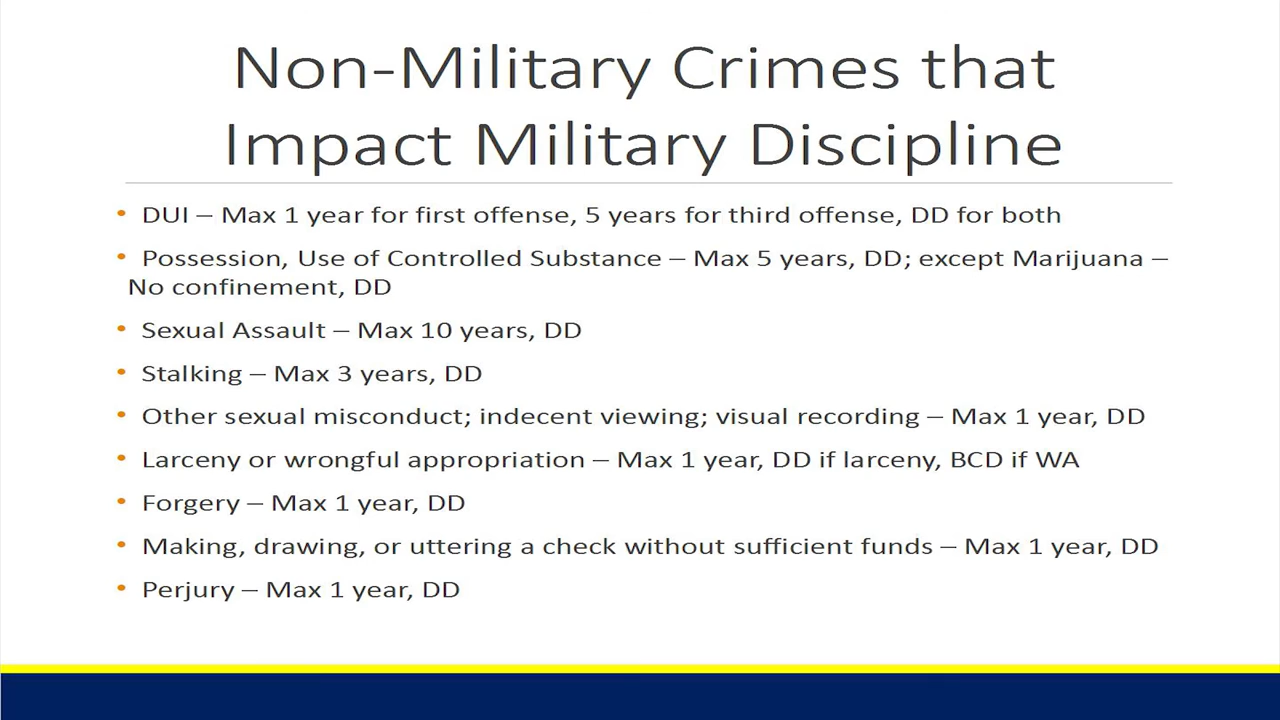 Non-Military Crimes that
Impact Military Discipline
• DUI – Max 1 year for first offense, 5 years for third offense, DD for both
• Possession, Use of Controlled Substance – Max 5 years, DD; except Marijuana –
No confinement, DD
• Sexual Assault – Max 10 years, DD
• Stalking – Max 3 years, DD
• Other sexual misconduct; indecent viewing; visual recording – Max 1 year, DD
• Larceny or wrongful appropriation – Max 1 year, DD if larceny, BCD if WA
• Forgery – Max 1 year, DD
• Making, drawing, or uttering a check without sufficient funds – Max 1 year, DD
• Perjury – Max 1 year, DD